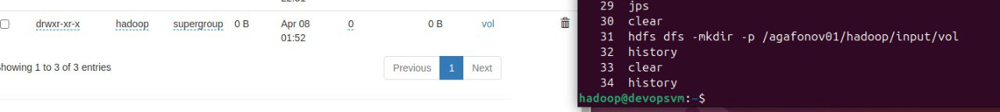 drwxr-xr-x hadoop supergroup 0 B Apr 08 01:52 0 0 B vol
howing 1 to 3 of 3 entries
Previous 1 Next
29 jps
30 clear
31 hdfs dfs -mkdir -p /agafonov01/hadoop/input/vol
32 history
33 clear
34 history
hadoop@devopsvm:~$